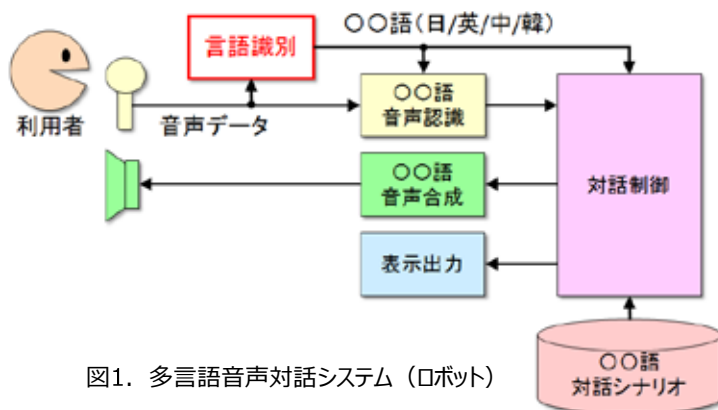 〇〇語(日/英/中/韓)
言語識別
利用者
音声データ
〇〇語
音声認識
〇〇語
音声合成
対話制御
表示出力
〇〇語
対話シナリオ
図1. 多言語音声対話システム（ロボット）